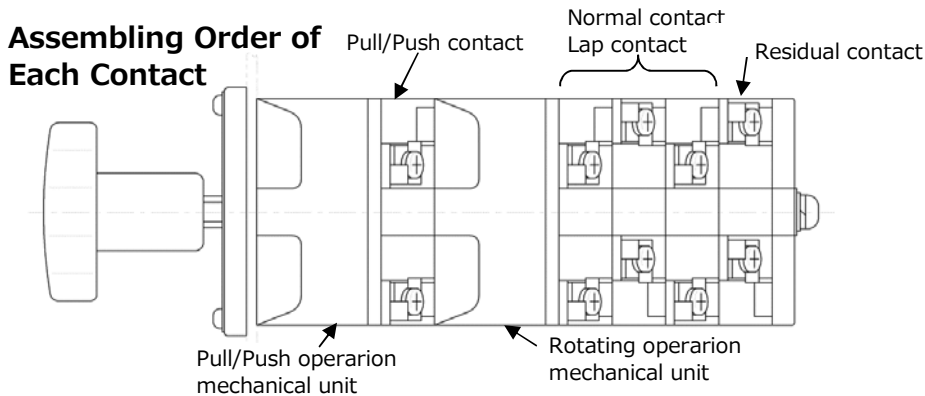 Assembling Order of
Each Contact
Pull/Push contact
Normal contact
Lap contact
Residual contact
Pull/Push operarion
mechanical unit
Rotating operarion
mechanical unit